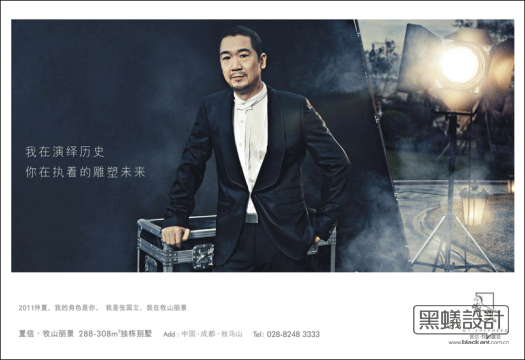 我在演绎历史
你在执着的雕塑未来
2011仲夏,我的角色是你, 我是张国立,我在牧山丽景
置信·牧山丽景 288-308m²独栋别墅 Add : 中国·成都·牧马山 Tel: 028-8248 3333
黑蟻設計
www.blackant.com.cn